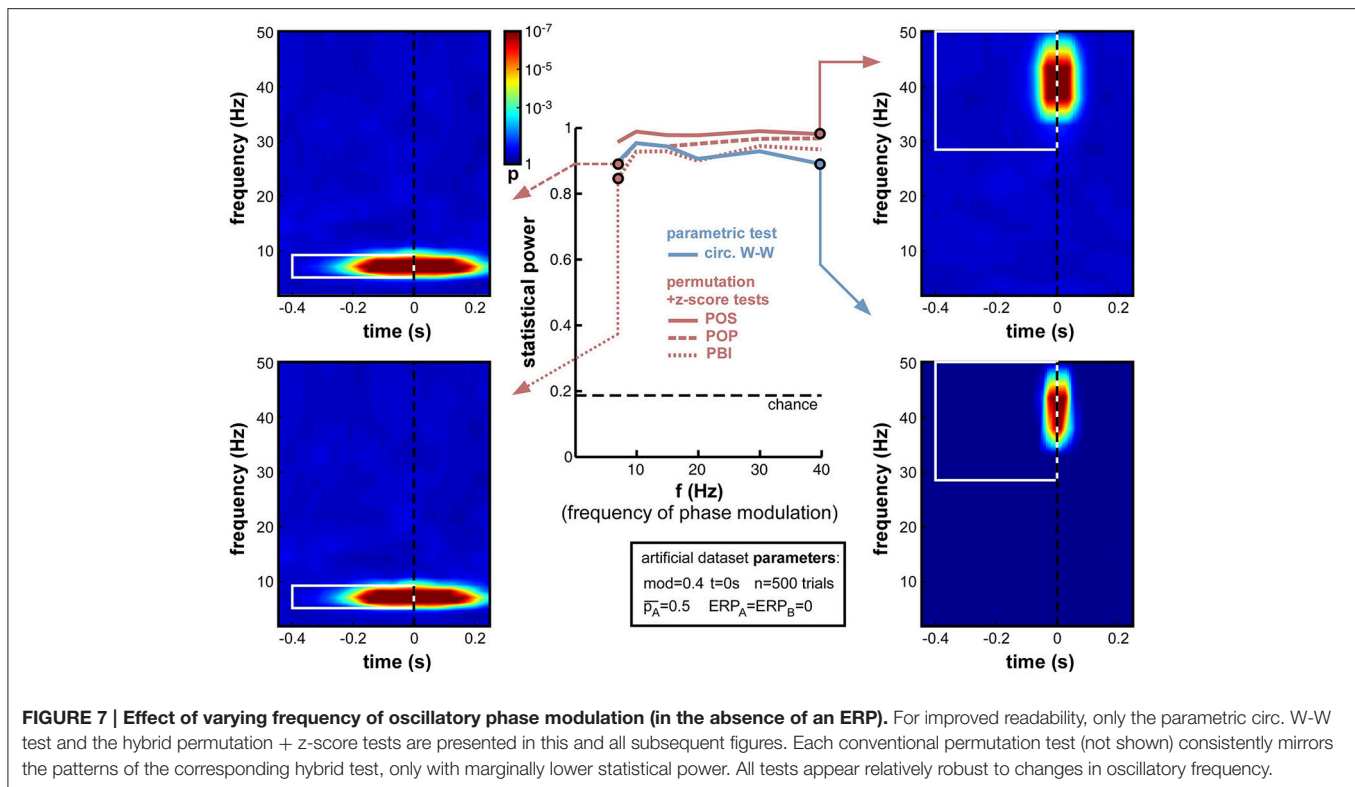 50
40
30
20
10
frequency (Hz)
-0.4
-0.2
0
0.2
time (s)
10-7
10-5
10-3
1
p
50
40
30
20
10
frequency (Hz)
-0.4
-0.2
0
0.2
time (s)
1
0.8
0.6
0.4
0.2
0
statistical power
parametric test
circ. W-W
permutation
+z-score tests
POS
POP
PBI
chance
10
20
30
40
f (Hz)
(frequency of phase modulation)
artificial dataset parameters:
mod=0.4 t=0s n=500 trials
p̅A̅=0.5 ERPA=ERPB=0
50
40
30
20
10
frequency (Hz)
-0.4
-0.2
0
0.2
time (s)
50
40
30
20
10
frequency (Hz)
-0.4
-0.2
0
0.2
time (s)
FIGURE 7 | Effect of varying frequency of oscillatory phase modulation (in the absence of an ERP). For improved readability, only the parametric circ. W-W
test and the hybrid permutation + z-score tests are presented in this and all subsequent figures. Each conventional permutation test (not shown) consistently mirrors
the patterns of the corresponding hybrid test, only with marginally lower statistical power. All tests appear relatively robust to changes in oscillatory frequency.